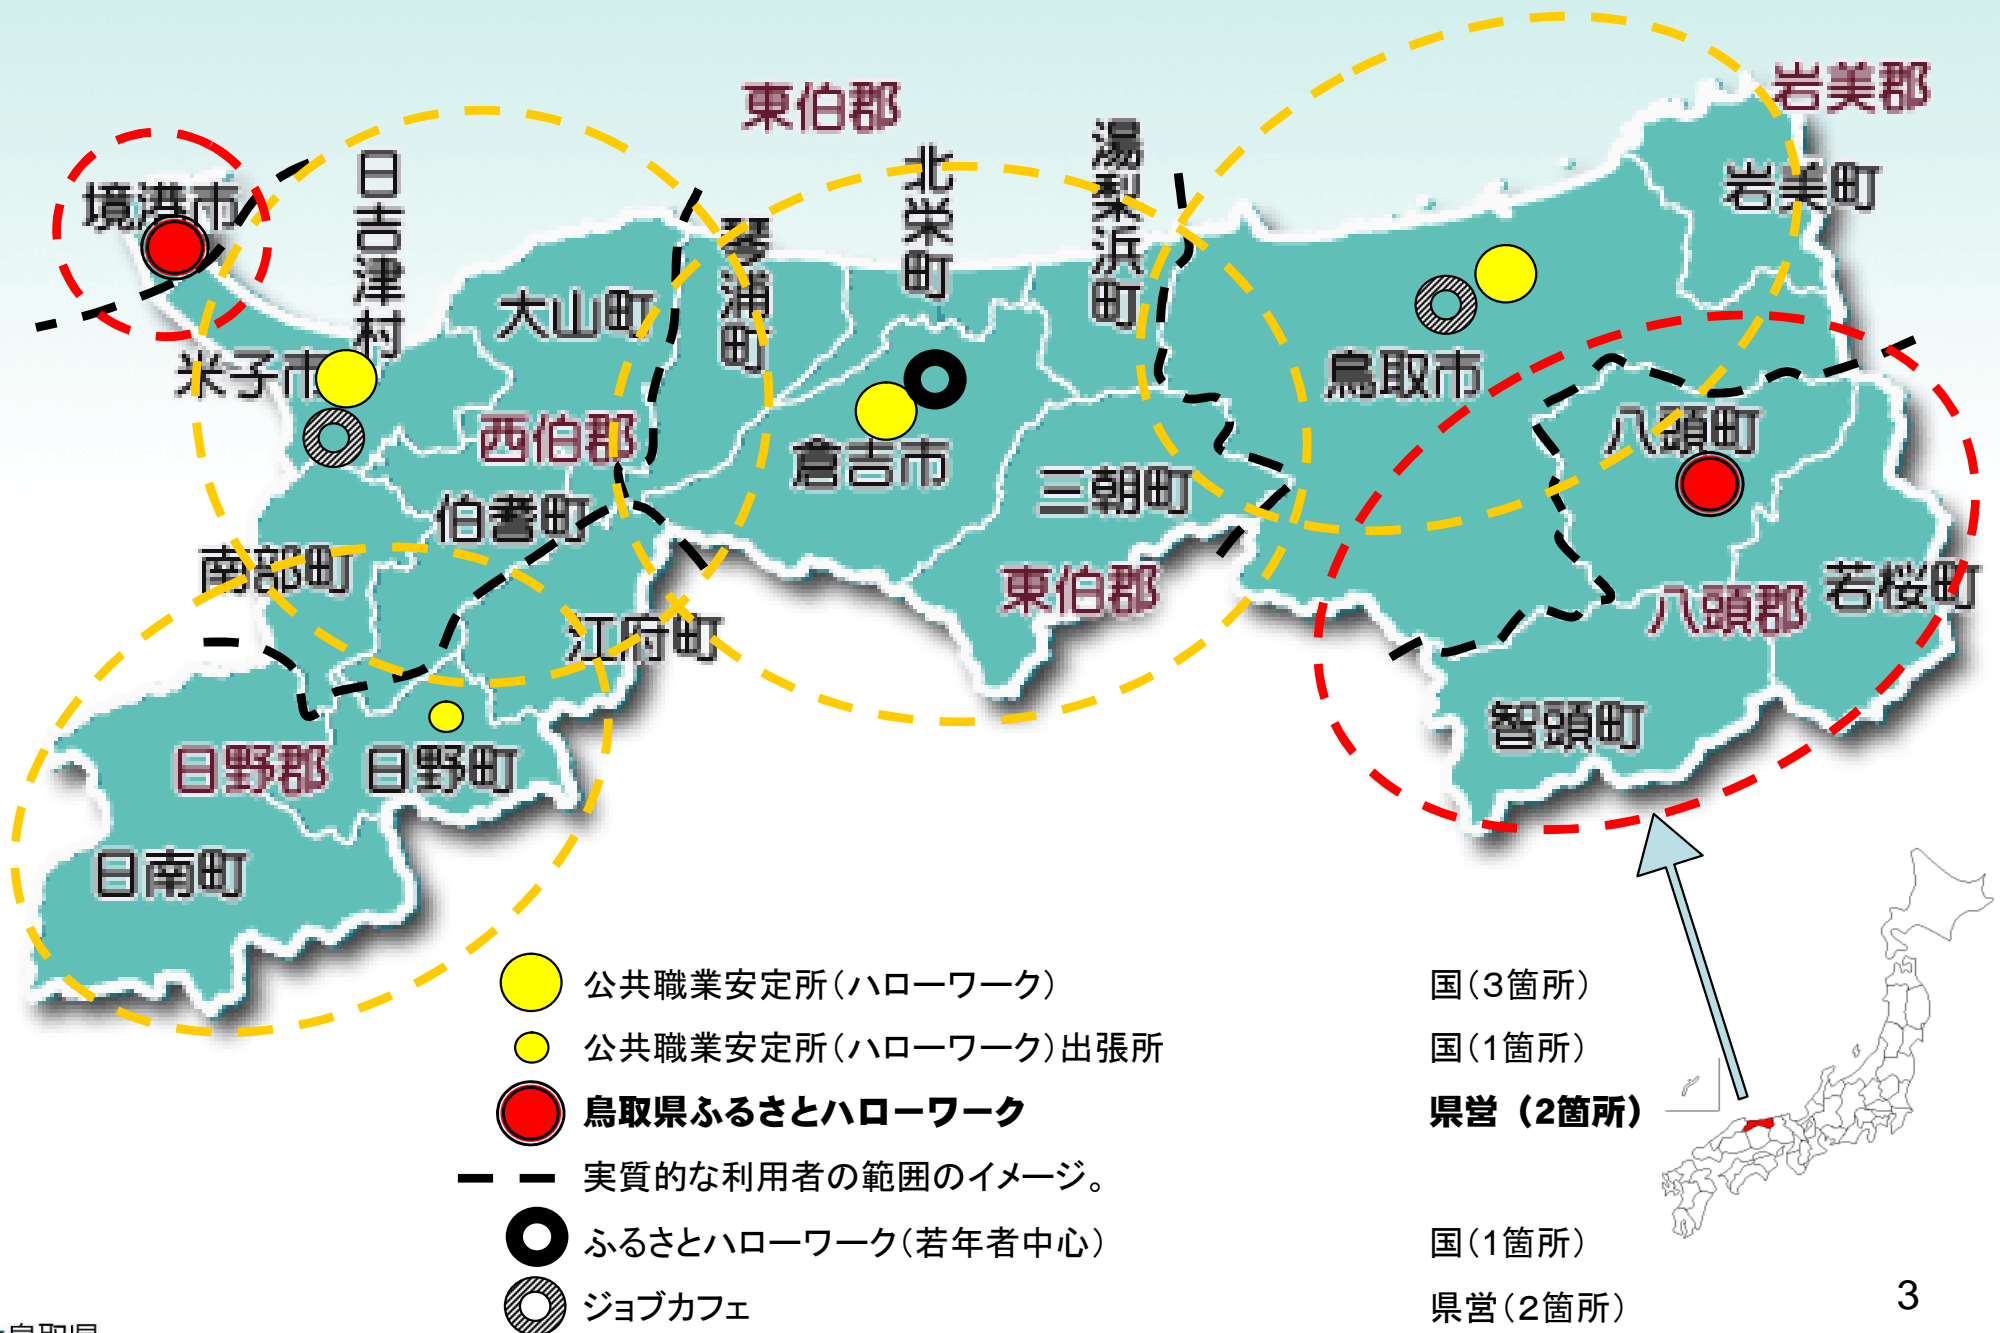 東伯郡
岩美郡
境港市
日吉津村
北栄町
湯梨浜町
岩美町
琴浦町
大山町
米子市
鳥取市
西伯郡
倉吉市
八頭町
伯耆町
三朝町
南部町
東伯郡
若桜町
八頭郡
江府町
智頭町
日野郡
日野町
日南町
公共職業安定所(ハローワーク) 国(3箇所)
公共職業安定所(ハローワーク)出張所 国(1箇所)
鳥取県ふるさとハローワーク 県営(2箇所)
実質的な利用者の範囲のイメージ。
ふるさとハローワーク(若年者中心) 国(1箇所)
ジョブカフェ 県営(2箇所)
3